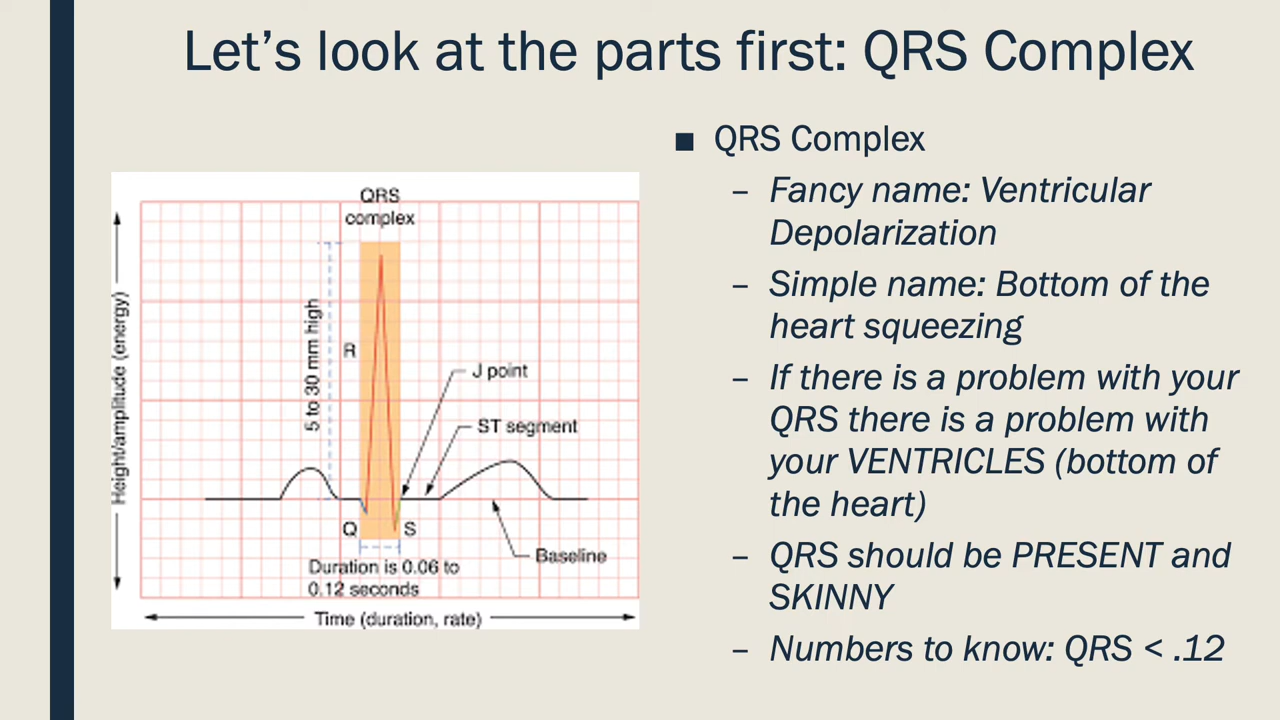 Let's look at the parts first: QRS Complex
QRS
complex
Height/amplitude (energy)
5 to 30 mm high
R
J point
ST segment
Q
S
Baseline
Duration is 0.06 to
0.12 seconds
Time (duration, rate)
■ QRS Complex
– Fancy name: Ventricular
Depolarization
– Simple name: Bottom of the
heart squeezing
– If there is a problem with your
QRS there is a problem with
your VENTRICLES (bottom of
the heart)
– QRS should be PRESENT and
SKINNY
– Numbers to know: QRS < .12